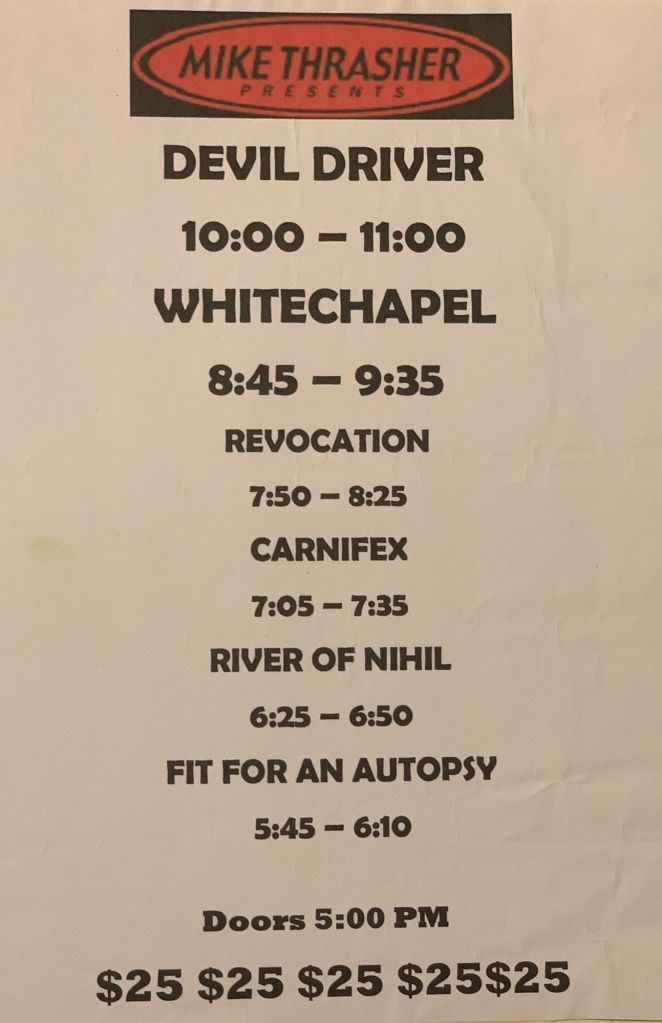 MIKE THRASHER
PRESENTS
DEVIL DRIVER
10:00 – 11:00
WHITECHAPEL
8:45 – 9:35
REVOCATION
7:50 – 8:25
CARNIFEX
7:05 – 7:35
RIVER OF NIHIL
6:25 – 6:50
FIT FOR AN AUTOPSY
5:45 – 6:10
Doors 5:00 PM
$25 $25 $25 $25$25